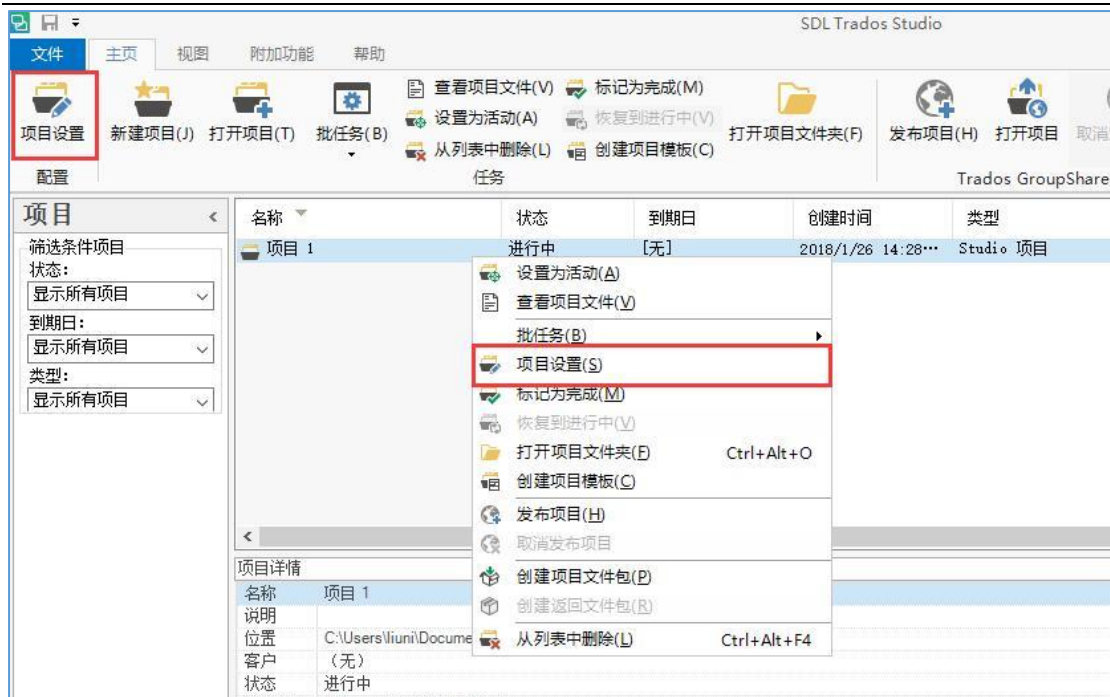 SDL Trados Studio
文件 主页 视图 附加功能 帮助
项目设置 新建项目(J) 打开项目(T) 批任务(B) 查看项目文件(V) 标记为完成(M)
设置为活动(A) 恢复到进行中(V)
从列表中删除(L) 创建项目模板(C)
打开项目文件夹(F) 发布项目(H) 打开项目 取消
配置 任务 Trados GroupShare
项目 < 名称 状态 到期日 创建时间 类型
筛选条件项目
项目 1 进行中 [无] 2018/1/26 14:28… Studio 项目
状态:
显示所有项目
到期日:
显示所有项目
类型:
显示所有项目
设置为活动(A)
查看项目文件(V)
批任务(B)
项目设置(S)
标记为完成(M)
恢复到进行中(V)
打开项目文件夹(F) Ctrl+Alt+O
创建项目模板(C)
发布项目(H)
取消发布项目
创建项目文件包(P)
创建返回文件包(R)
从列表中删除(L) Ctrl+Alt+F4
项目详情
名称 项目 1
说明
位置 C:\Users\liuni\Docume
客户 (无)
状态 进行中